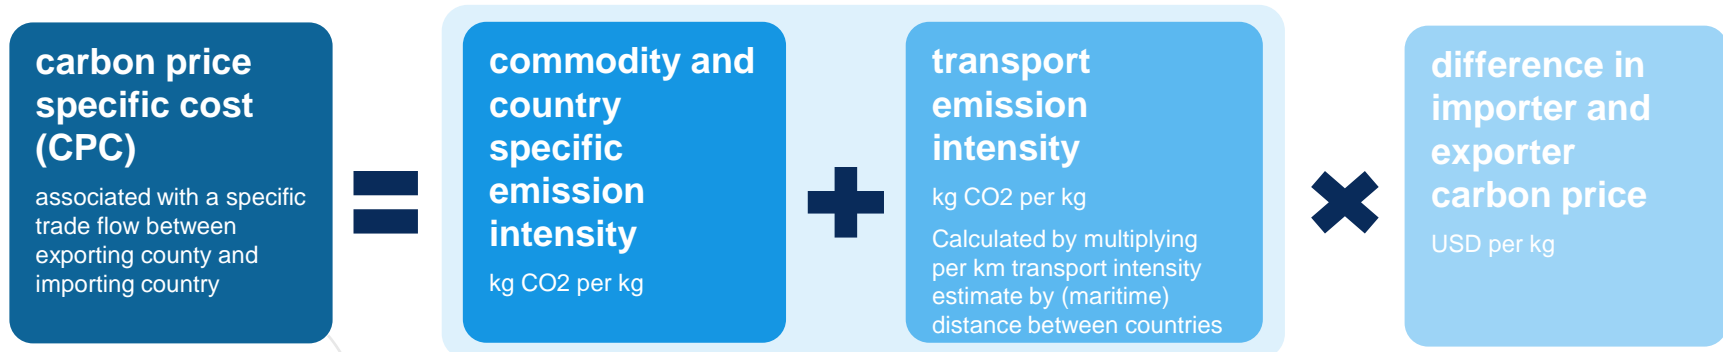 carbon price
specific cost
(CPC)
associated with a specific
trade flow between
exporting county and
importing country
=
commodity and
country
specific
emission
intensity
kg CO2 per kg
+
transport
emission
intensity
kg CO2 per kg
Calculated by multiplying
per km transport intensity
estimate by (maritime)
distance between countries
×
difference in
importer and
exporter
carbon price
USD per kg